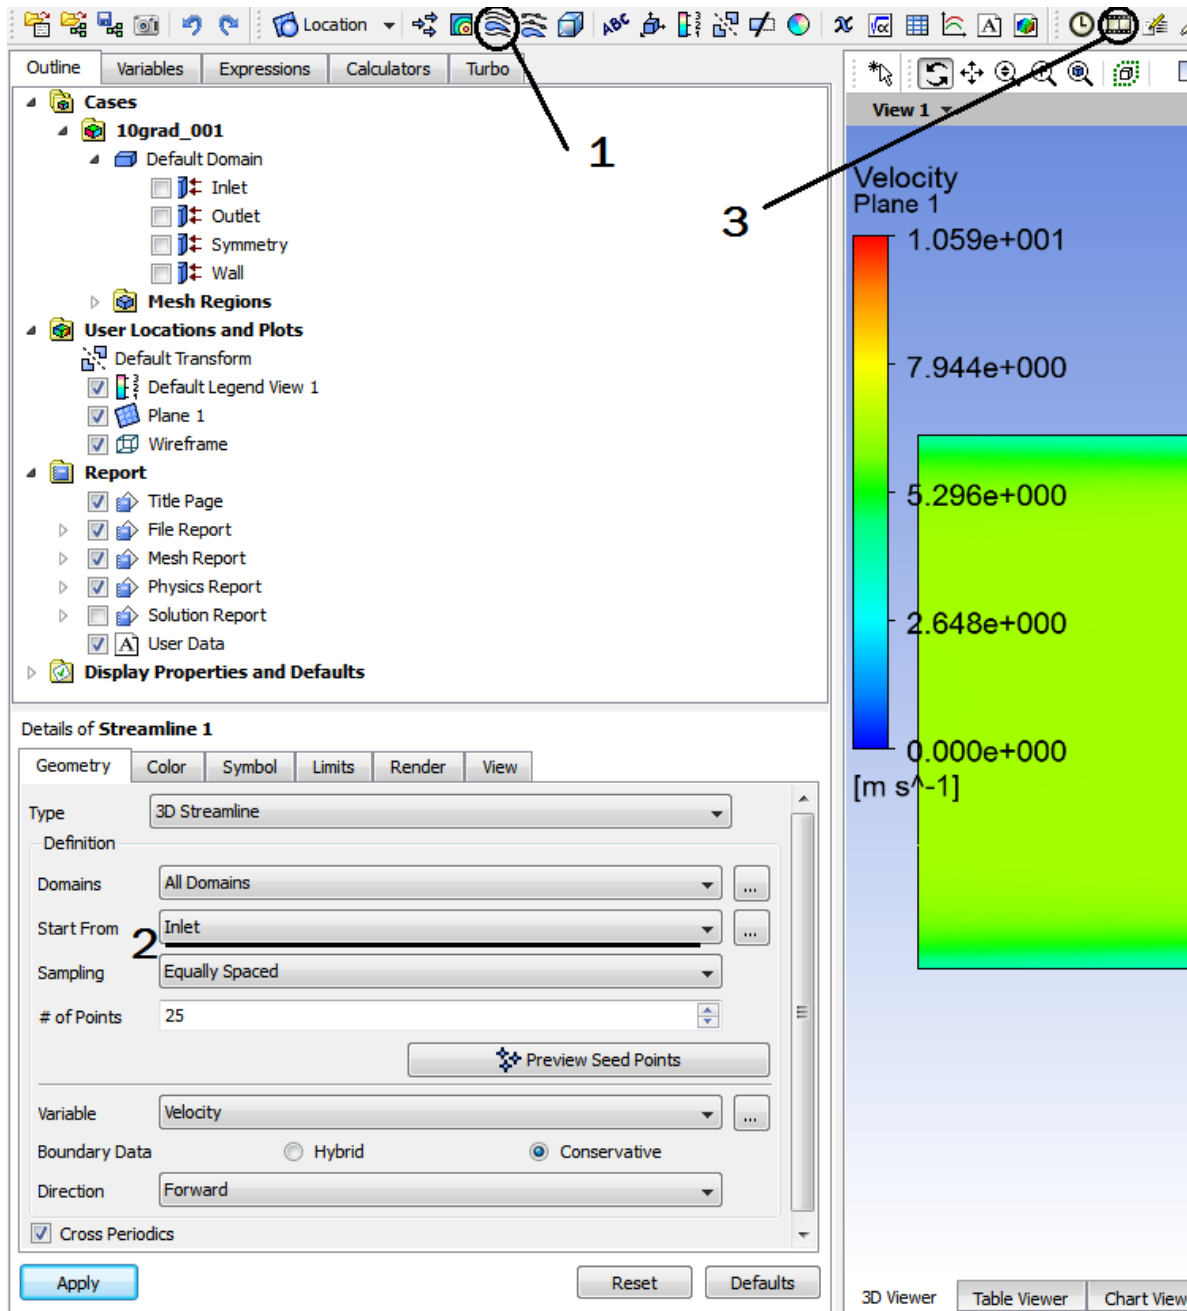 Location
ABC
Outline Variables Expressions Calculators Turbo
Cases
10grad_001
Default Domain
Inlet
Outlet
Symmetry
Wall
Mesh Regions
User Locations and Plots
Default Transform
Default Legend View 1
Plane 1
Wireframe
Report
Title Page
File Report
Mesh Report
Physics Report
Solution Report
A User Data
Display Properties and Defaults
1
3
View 1
Velocity
Plane 1
1.059e+001
7.944e+000
5.296e+000
2.648e+000
0.000e+000
[m s^-1]
Details of Streamline 1
Geometry Color Symbol Limits Render View
Type 3D Streamline
Definition
Domains All Domains ...
Start From 2 Inlet ...
Sampling Equally Spaced
# of Points 25
Preview Seed Points
Variable Velocity ...
Boundary Data Hybrid Conservative
Direction Forward
Cross Periodics
Apply Reset Defaults
3D Viewer Table Viewer Chart View